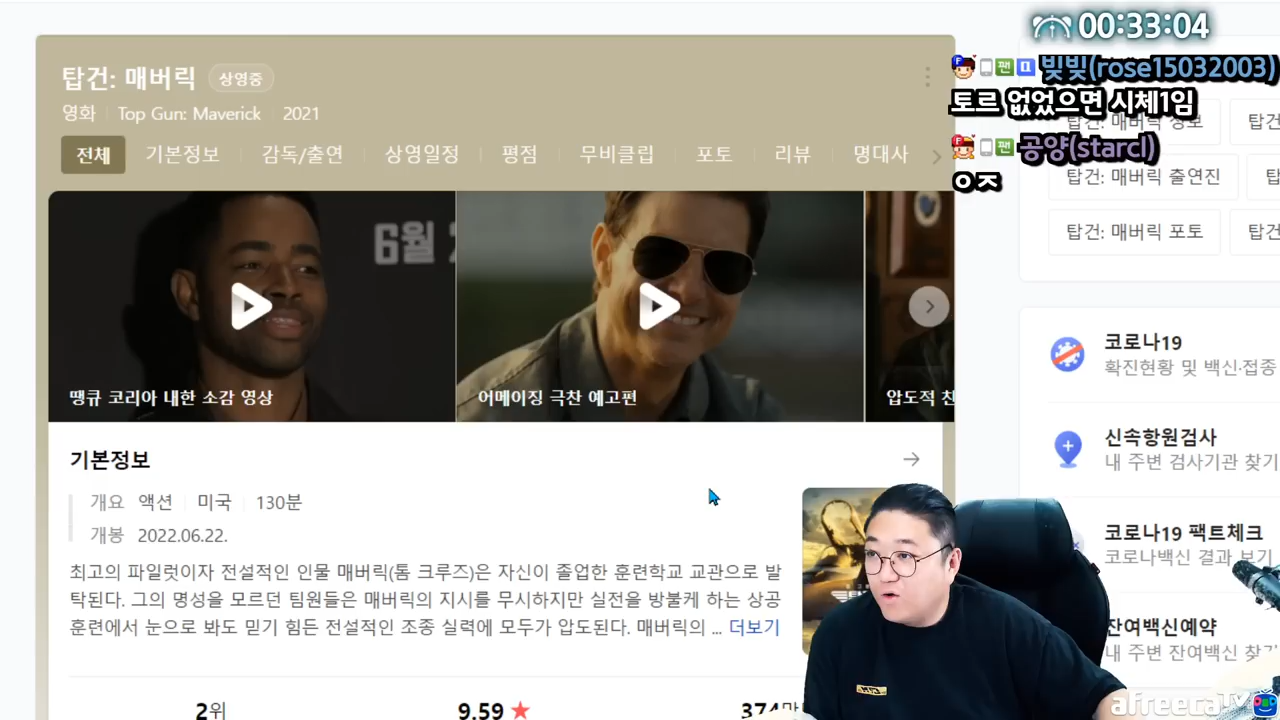 00:33:04
탑건: 매버릭 상영중
영화 Top Gun: Maverick 2021
전체 기본정보 감독/출연 상영일정 평점 무비클립 포토 리뷰 명대사
빚빚(rose15032003)
토르 없었으면 시체1임
공양(starcl)
ㅇㅈ
탑건: 매버릭 정보 탑건
탑건: 매버릭 출연진 탑
탑건: 매버릭 포토 탑건
6월 2
땡큐 코리아 내한 소감 영상
어메이징 극찬 예고편
압도적 친
기본정보
개요 액션 미국 130분
개봉 2022.06.22.
최고의 파일럿이자 전설적인 인물 매버릭(톰 크루즈)은 자신이 졸업한 훈련학교 교관으로 발
탁된다. 그의 명성을 모르던 팀원들은 매버릭의 지시를 무시하지만 실전을 방불케 하는 상공
훈련에서 눈으로 봐도 믿기 힘든 전설적인 조종 실력에 모두가 압도된다. 매버릭의 ... 더보기
2위 9.59 374만
코로나19
확진현황 및 백신·접종
신속항원검사
내 주변 검사기관 찾기
코로나19 팩트체크
코로나백신 결과 보기
잔여백신예약
내 주변 잔여백신 찾기
afreecaTV